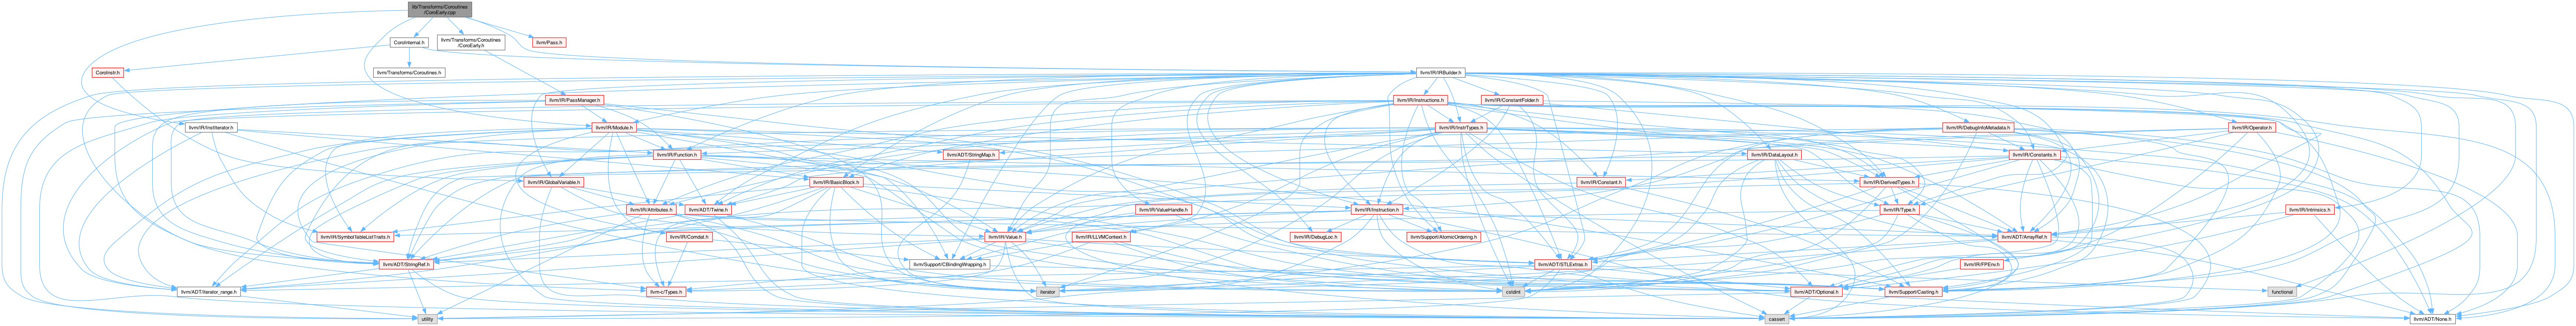 lib/Transforms/Coroutines
/CoroEarly.cpp
CoroInternal.h
llvm/Transforms/Coroutines
/CoroEarly.h
llvm/Pass.h
CoroInstr.h
llvm/Transforms/Coroutines.h
llvm/IR/IRBuilder.h
llvm/IR/PassManager.h
llvm/IR/Instructions.h
llvm/IR/ConstantFolder.h
llvm/IR/InstIterator.h
llvm/IR/Module.h
llvm/IR/InstrTypes.h
llvm/IR/DebugInfoMetadata.h
llvm/IR/Operator.h
llvm/IR/Function.h
llvm/ADT/StringMap.h
llvm/IR/DataLayout.h
llvm/IR/Constants.h
llvm/IR/GlobalVariable.h
llvm/IR/BasicBlock.h
llvm/IR/Constant.h
llvm/IR/DerivedTypes.h
llvm/IR/Attributes.h
llvm/ADT/Twine.h
llvm/IR/ValueHandle.h
llvm/IR/Instruction.h
llvm/IR/Type.h
llvm/IR/Intrinsics.h
llvm/IR/SymbolTableListTraits.h
llvm/IR/Comdat.h
llvm/IR/Value.h
llvm/IR/LLVMContext.h
llvm/IR/DebugLoc.h
llvm/Support/AtomicOrdering.h
llvm/ADT/ArrayRef.h
llvm/ADT/StringRef.h
llvm/Support/CBindingWrapping.h
llvm/ADT/STLExtras.h
llvm/IR/FPEnv.h
llvm/ADT/iterator_range.h
llvm-c/Types.h
iterator
cstdint
llvm/ADT/Optional.h
llvm/Support/Casting.h
functional
utility
cassert
llvm/ADT/None.h